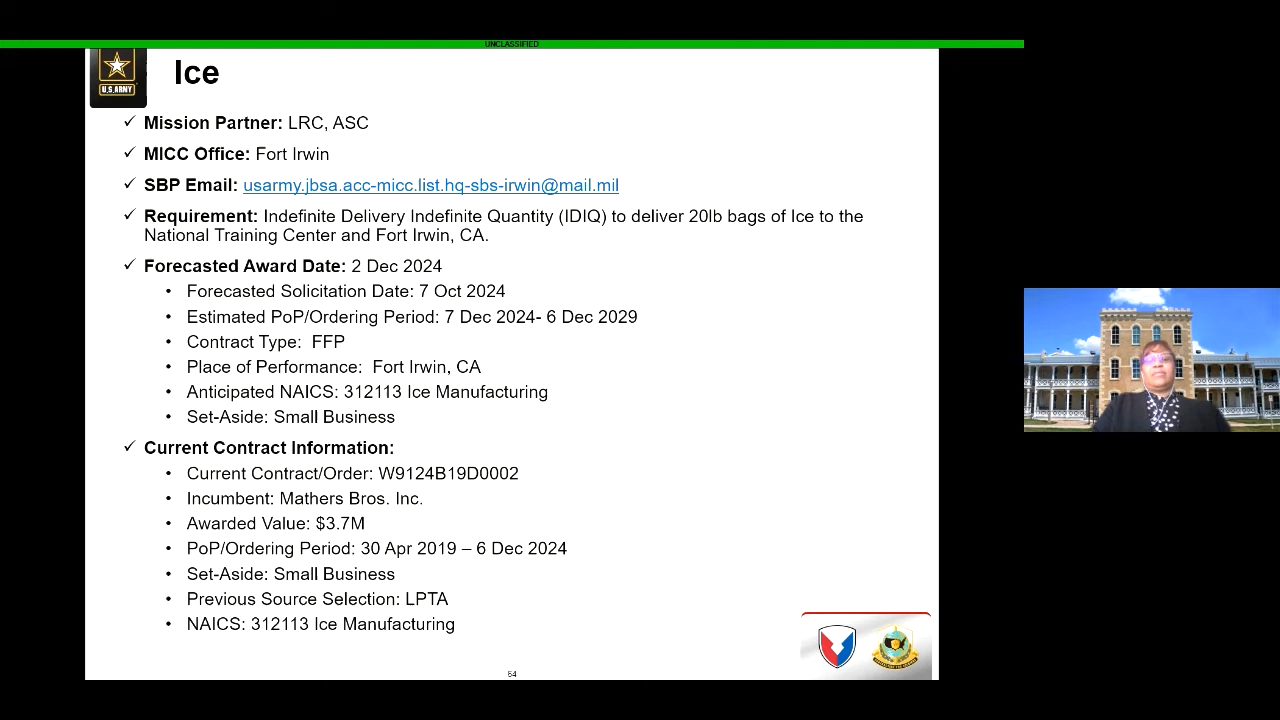 UNCLASSIFIED
U.S.ARMY
Ice
✓ Mission Partner: LRC, ASC
✓ MICC Office: Fort Irwin
✓ SBP Email: usarmy.jbsa.acc-micc.list.hq-sbs-irwin@mail.mil
✓ Requirement: Indefinite Delivery Indefinite Quantity (IDIQ) to deliver 20lb bags of Ice to the
National Training Center and Fort Irwin, CA.
✓ Forecasted Award Date: 2 Dec 2024
• Forecasted Solicitation Date: 7 Oct 2024
• Estimated PoP/Ordering Period: 7 Dec 2024- 6 Dec 2029
• Contract Type: FFP
• Place of Performance: Fort Irwin, CA
• Anticipated NAICS: 312113 Ice Manufacturing
• Set-Aside: Small Business
✓ Current Contract Information:
• Current Contract/Order: W9124B19D0002
• Incumbent: Mathers Bros. Inc.
• Awarded Value: $3.7M
• PoP/Ordering Period: 30 Apr 2019 – 6 Dec 2024
• Set-Aside: Small Business
• Previous Source Selection: LPTA
• NAICS: 312113 Ice Manufacturing
54